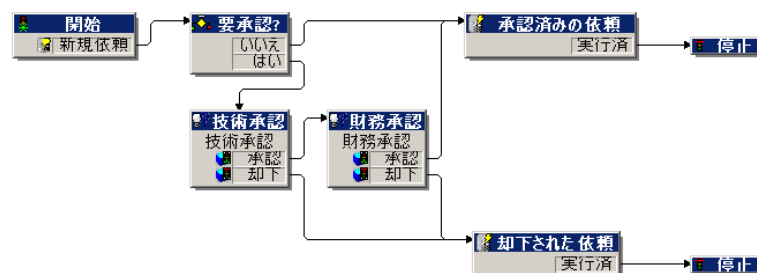 開始
新規依頼
要承認?
いいえ
はい
承認済みの依頼
実行済
停止
技術承認
技術承認
承認
却下
財務承認
財務承認
承認
却下
却下された依頼
実行済
停止